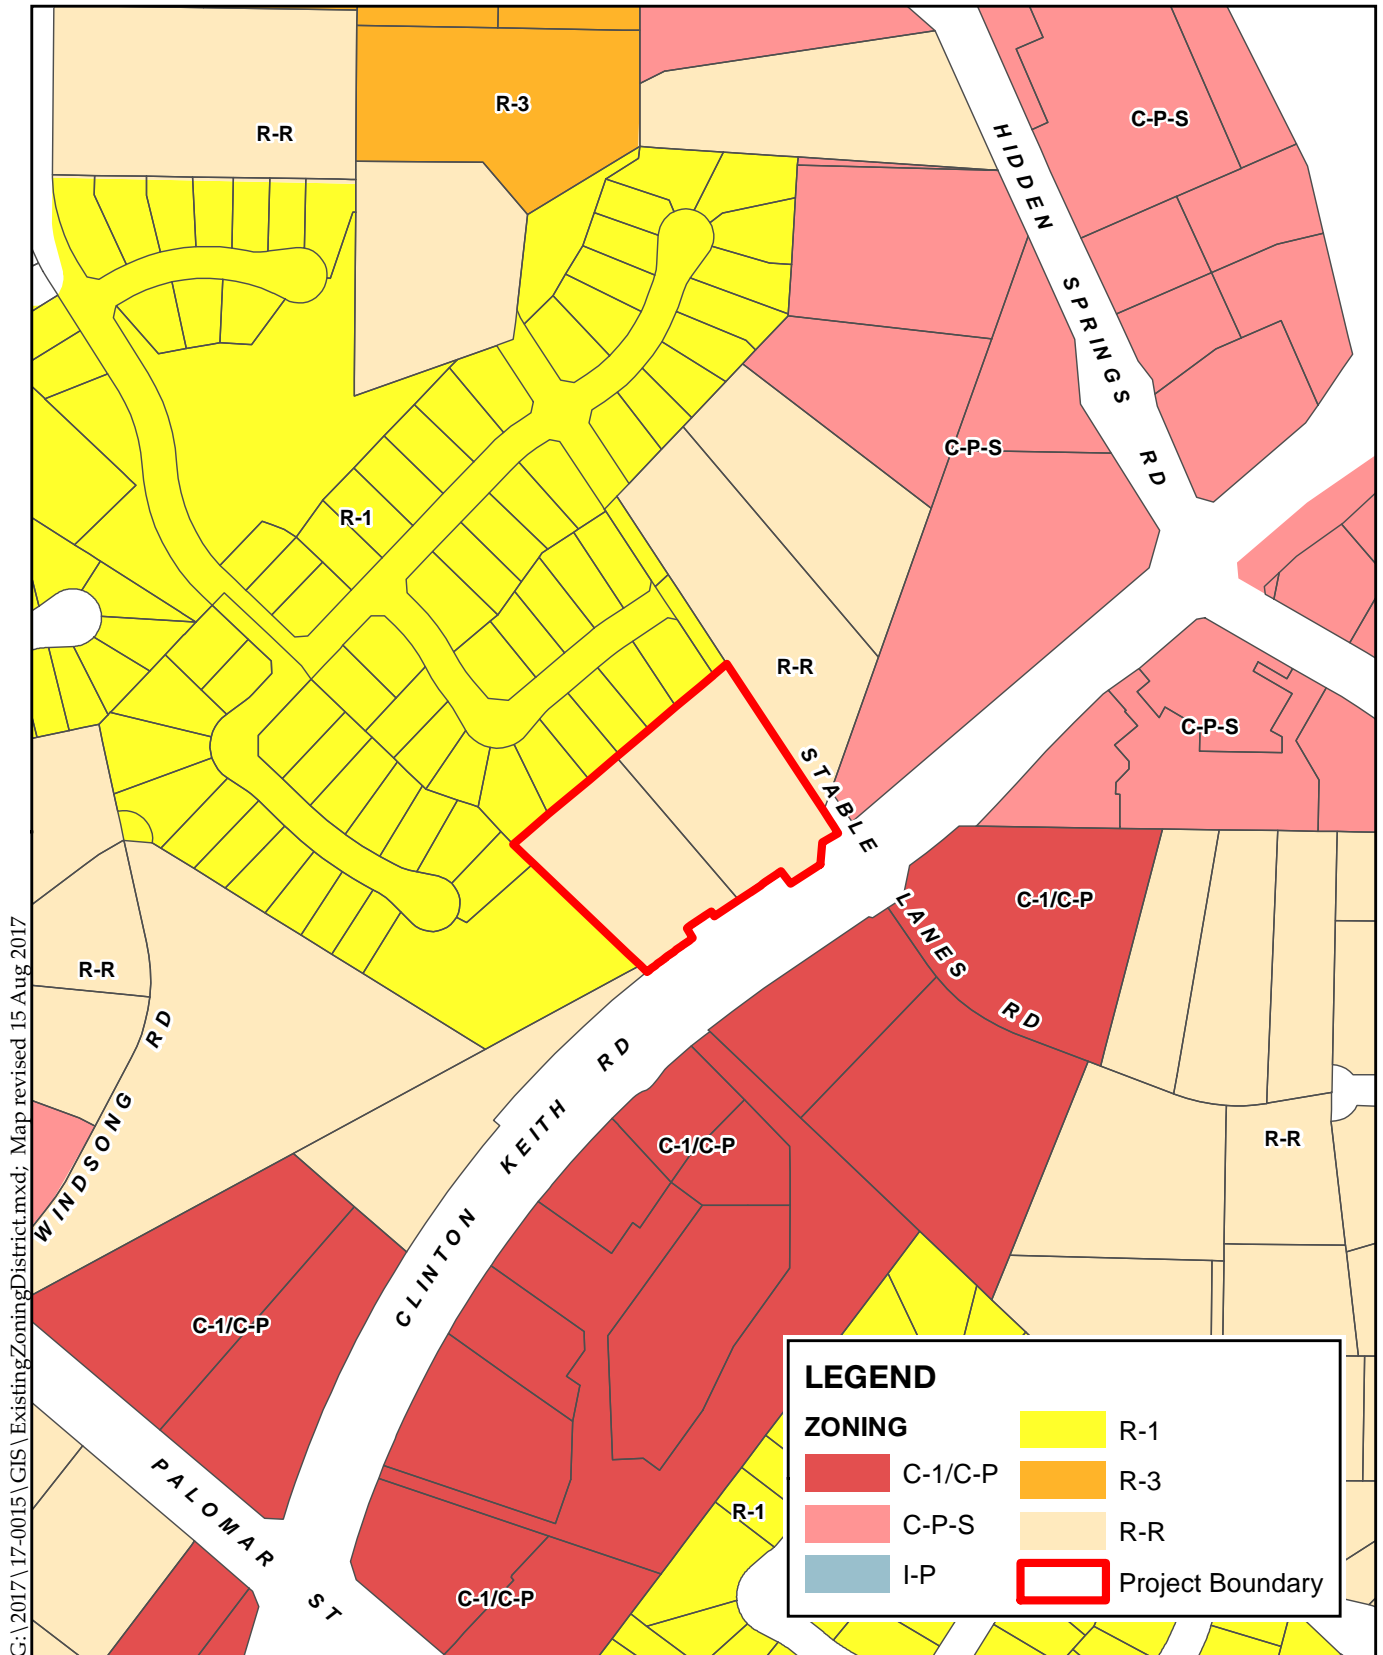 R-3
C-P-S
R-R
HIDDEN SPRINGS RD
C-P-S
R-1
R-R
C-P-S
STABLE LANES RD
C-1/C-P
R-R
WINDSONG RD
CLINTON KEITH RD
C-1/C-P
R-R
C-1/C-P
PALOMAR ST
R-1
C-1/C-P
LEGEND
ZONING
C-1/C-P
C-P-S
I-P
R-1
R-3
R-R
Project Boundary
G:\2017\17-0015\GIS\ExistingZoningDistrict.mxd; Map revised 15 Aug 2017